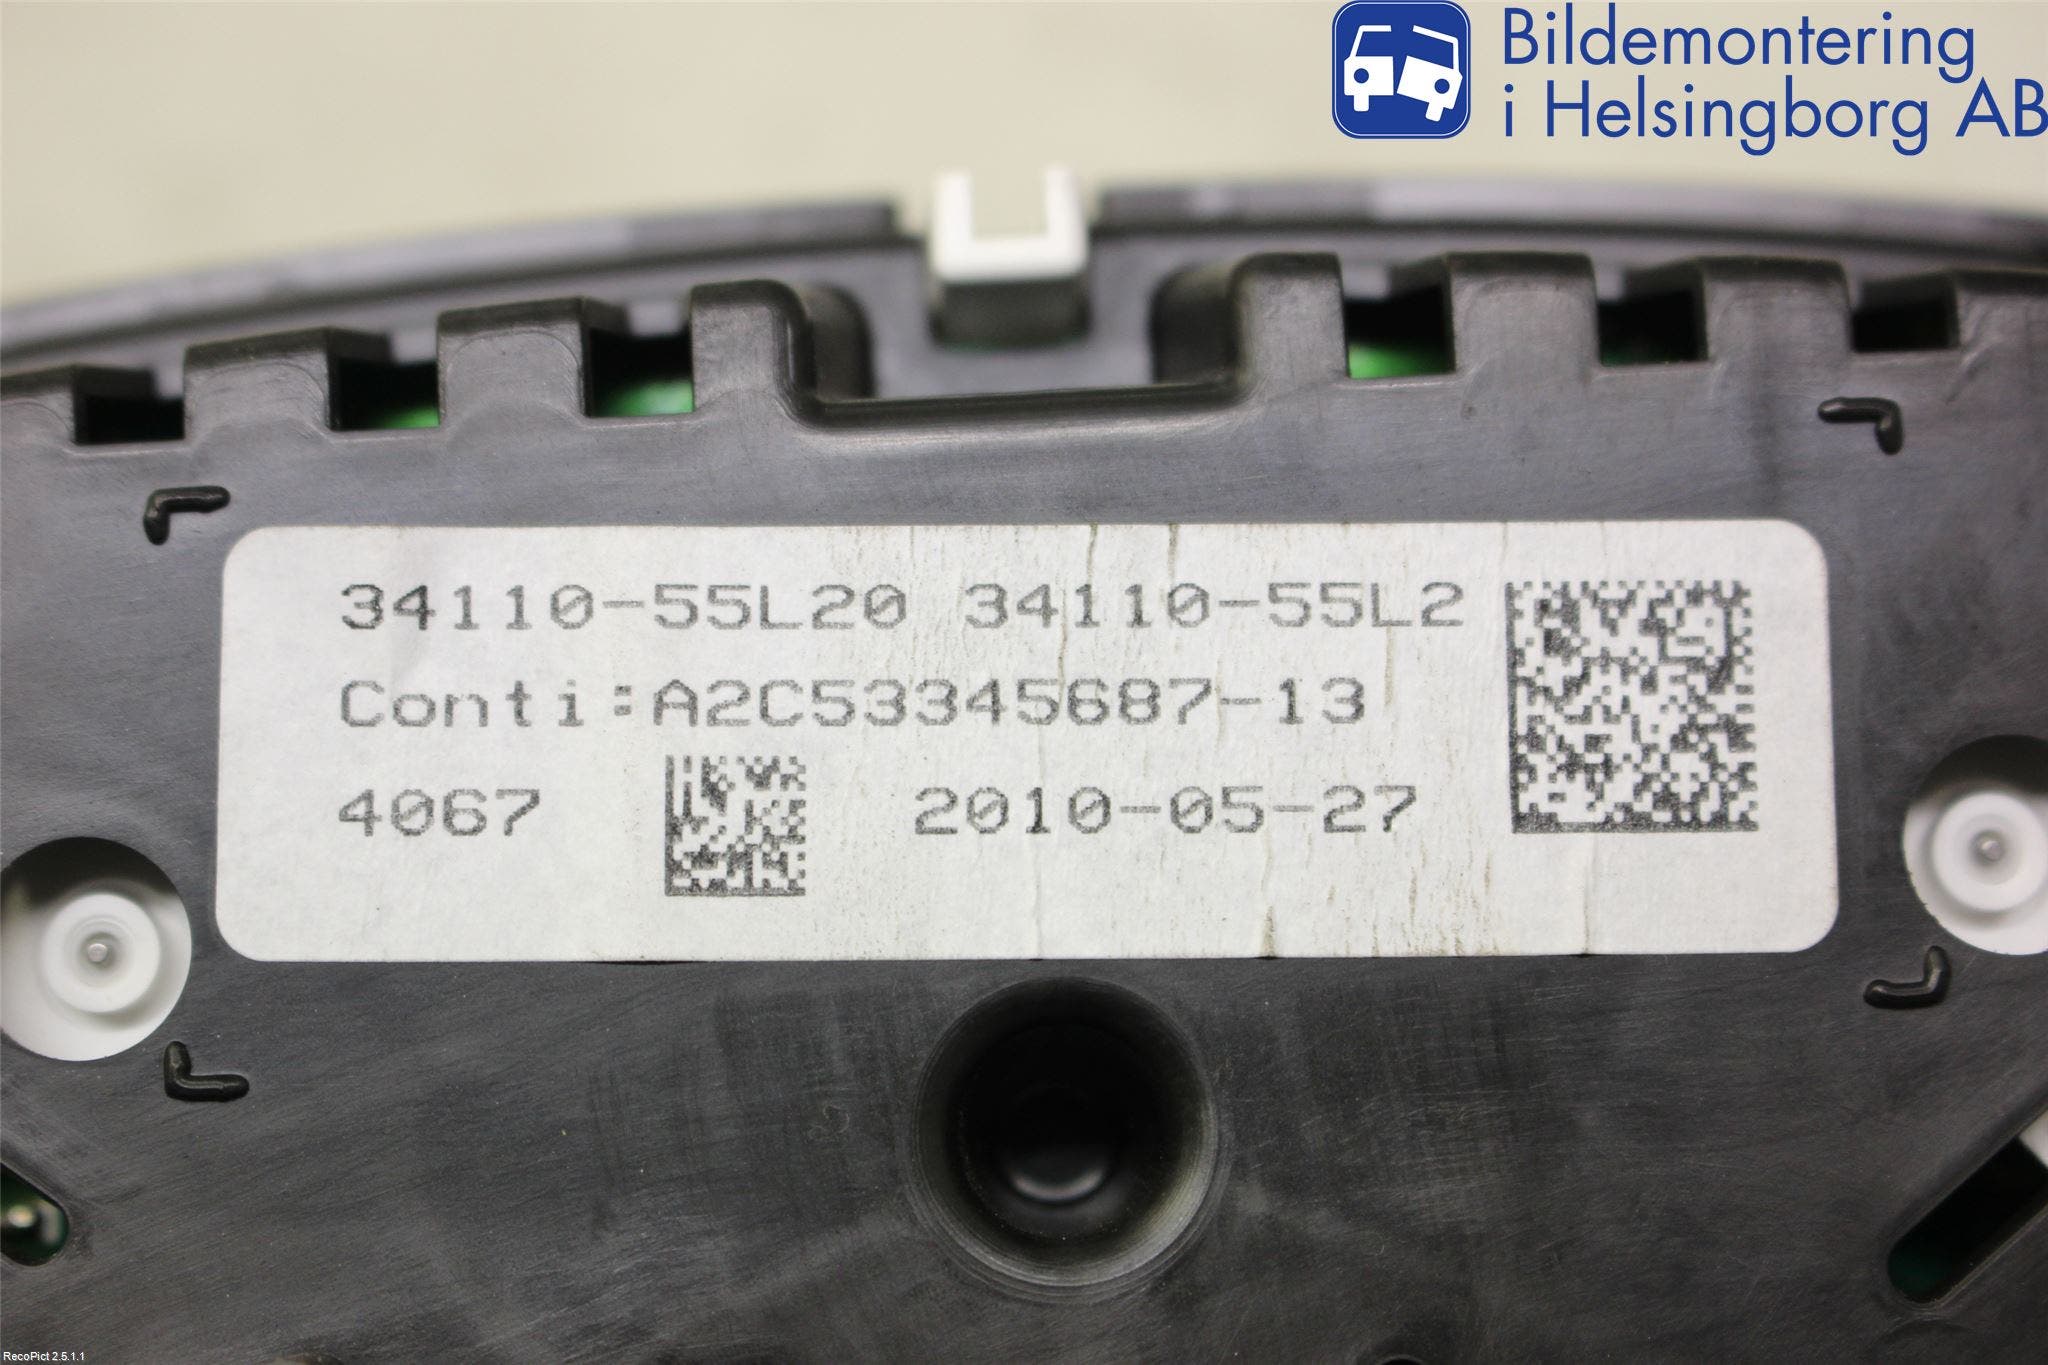 Bildemontering
i Helsingborg AB
34110-55L20 34110-55L2
Conti:A2C53345687-13
4067 2010-05-27
RecoPict 2.5.1.1